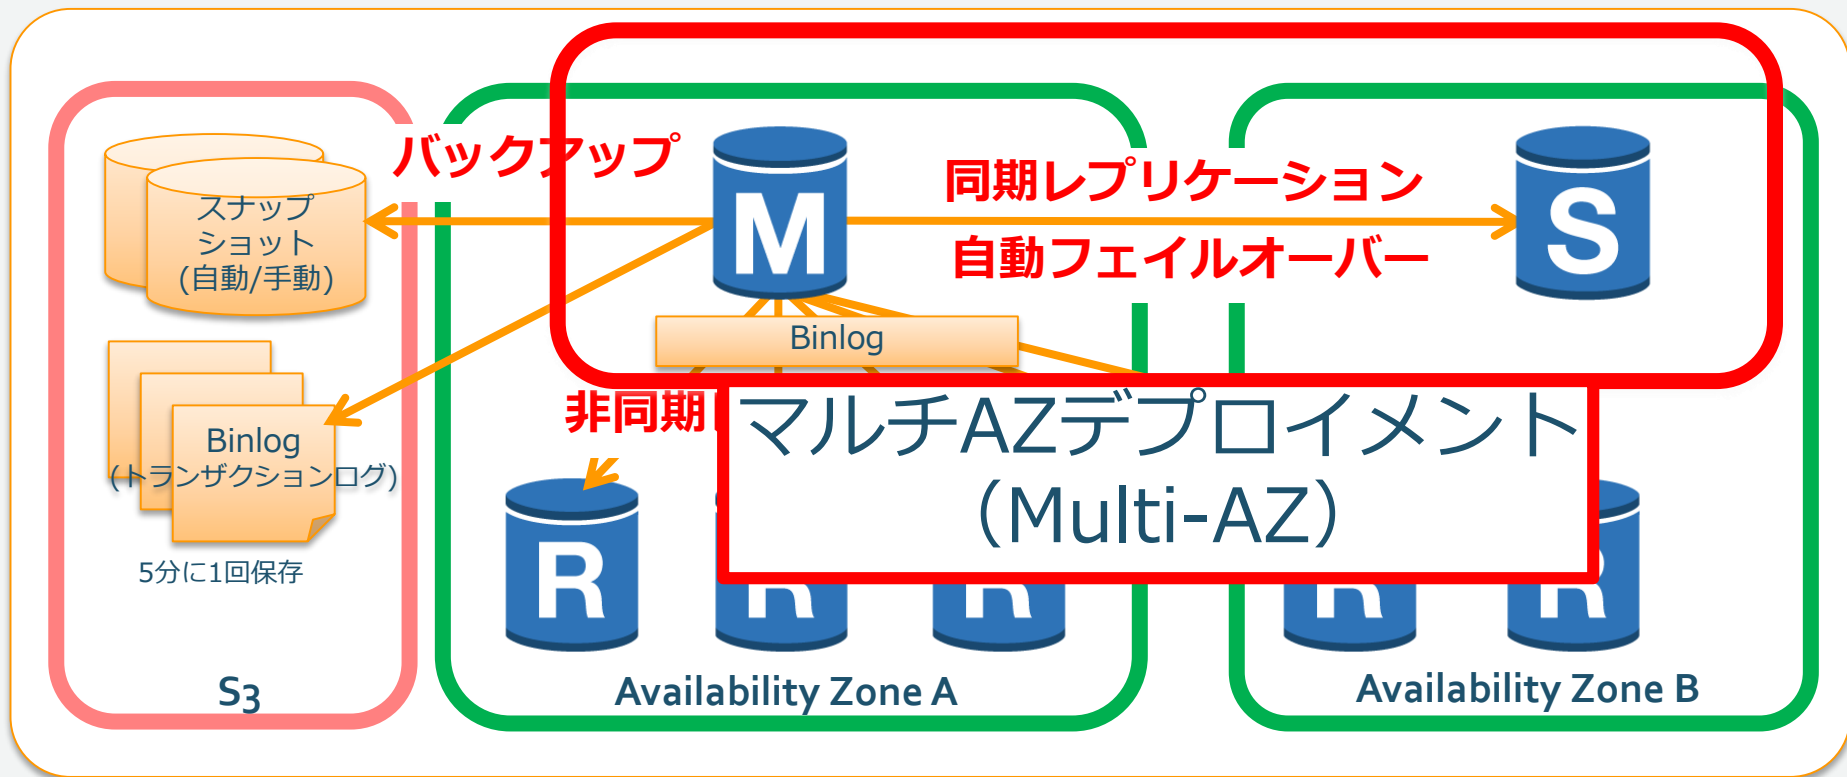 バックアップ
スナップ
ショット
(自動/手動)
M
同期レプリケーション
自動フェイルオーバー
S
Binlog
非同期
マルチAZデプロイメント
(Multi-AZ)
Binlog
(トランザクションログ)
5分に1回保存
R
R
R
R
R
S3
Availability Zone A
Availability Zone B